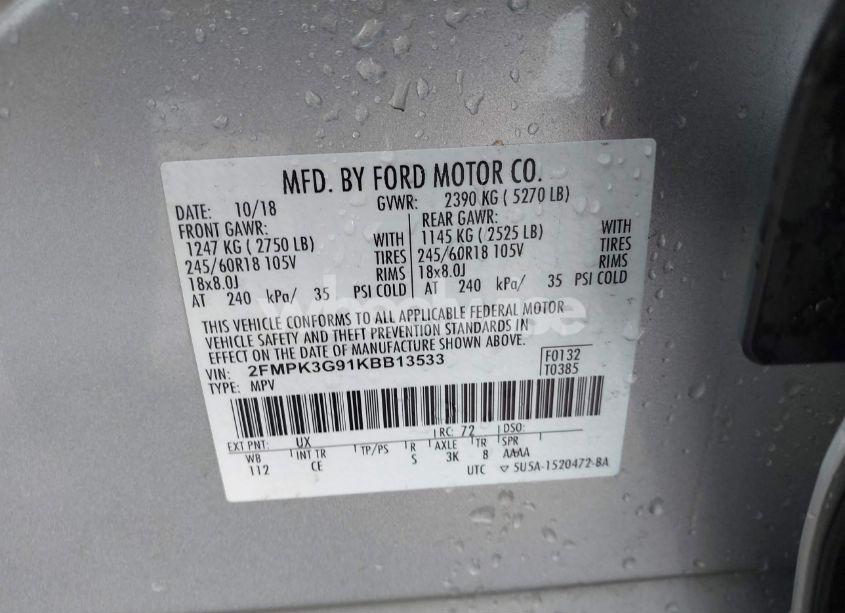 MFD. BY FORD MOTOR CO.
DATE: 10/18 GVWR: 2390 KG ( 5270 LB)
FRONT GAWR: REAR GAWR:
1247 KG ( 2750 LB) WITH 1145 KG ( 2525 LB) WITH
245/60R18 105V TIRES 245/60R18 105V TIRES
18x8.0J RIMS 18x8.0J RIMS
AT 240 kPa/ 35 PSI COLD AT 240 kPa/ 35 PSI COLD
THIS VEHICLE CONFORMS TO ALL APPLICABLE FEDERAL MOTOR
VEHICLE SAFETY AND THEFT PREVENTION STANDARDS IN
EFFECT ON THE DATE OF MANUFACTURE SHOWN ABOVE.
VIN: 2FMPK3G91KBB13533 F0132
TYPE: MPV T0385
EXT PNT: UX RC: 72 DSO:
WB INT TR TP/PS R AXLE TR SPR
112 CE S 3K 8 AAAA
UTC ▽ 5U5A-1520472-BA